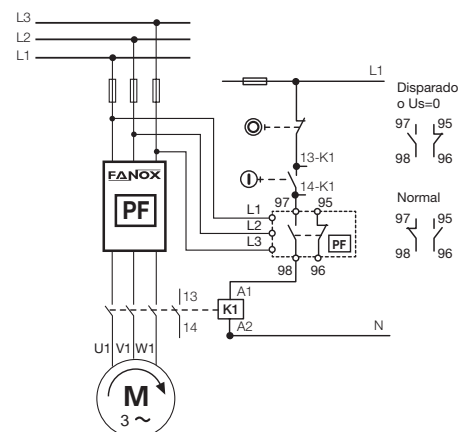 L3
L2
L1
L1
Disparado
o Us=0
97 95
98 96
13-K1
14-K1
FANOX
PF
97 95
L1
L2
L3
PF
98 96
Normal
97 95
98 96
13
14
A1
K1
A2
N
U1 V1 W1
M
3 ~